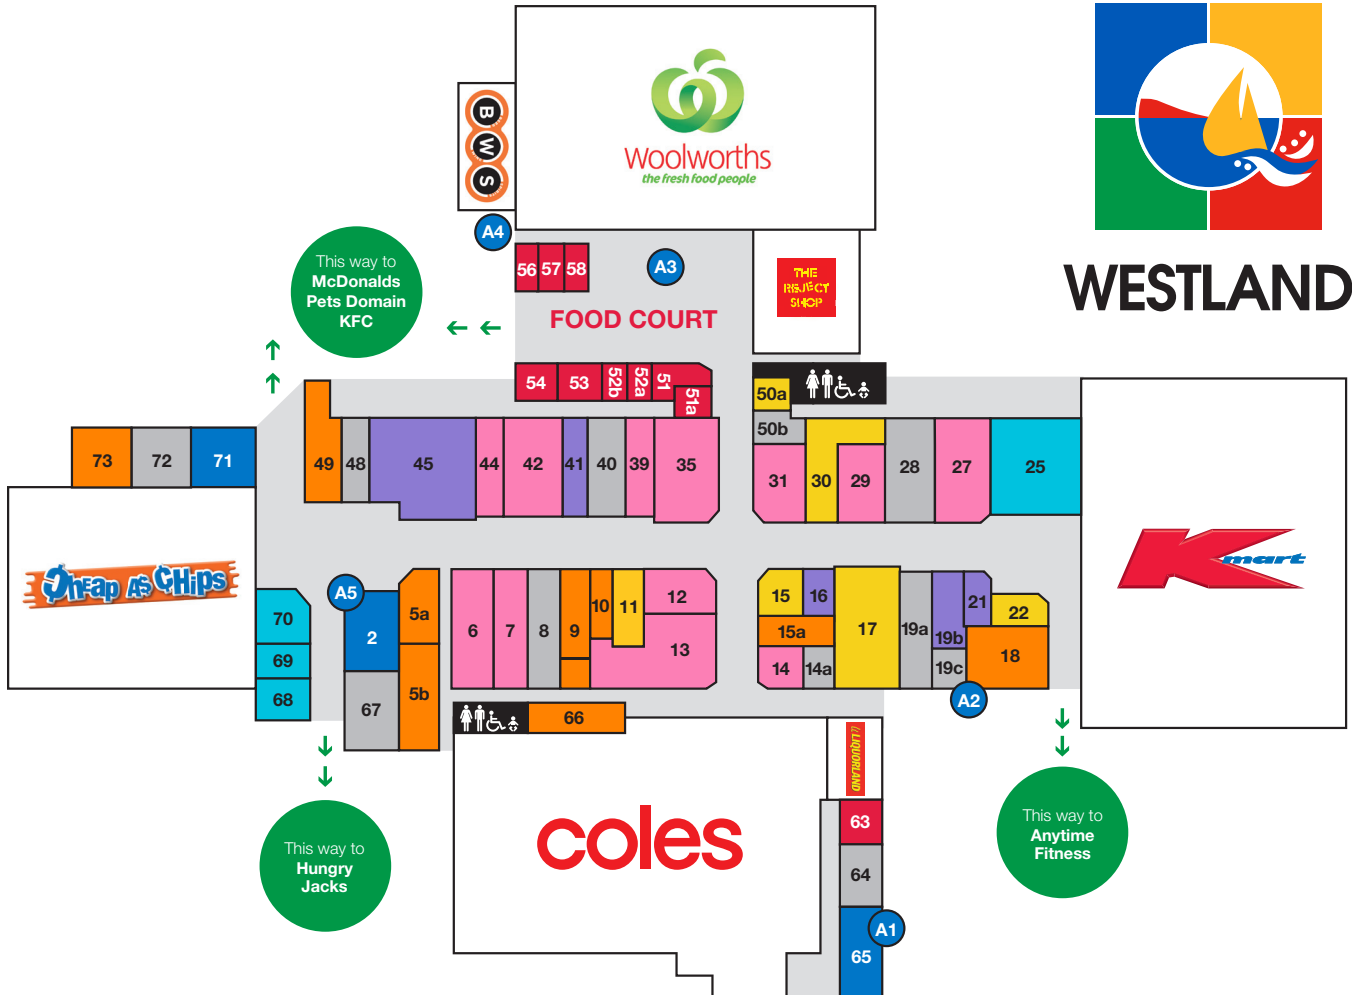 Woolworths
the fresh food people
BWS
WESTLAND
A4
A3
56
57
58
THE
REJECT
SHOP
This way to
McDonalds
Pets Domain
KFC
FOOD COURT
54
53
52b
52a
51
51a
50a
50b
49
48
45
44
42
41
40
39
35
31
30
29
28
27
25
73
72
71
Cheap AS CHips
Kmart
70
69
68
A5
2
67
5a
5b
6
7
8
9
10
11
12
13
15
16
15a
14
14a
17
19a
19b
19c
21
22
18
A2
66
coles
LIQUORLAND
63
64
65
A1
This way to
Hungry
Jacks
This way to
Anytime
Fitness